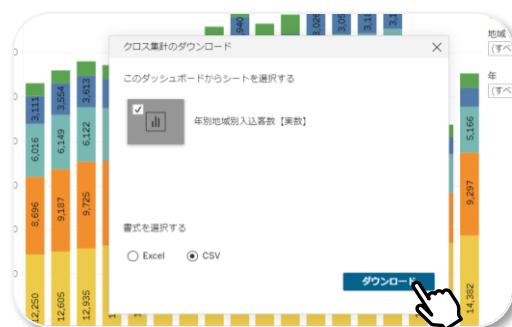 クロス集計のダウンロード
このダッシュボードからシートを選択する
年別地域別入込客数【実数】
書式を選択する
Excel
CSV
ダウンロード
地域
(すべ
年
(すべ
3,111
3,554
3,613
6,016
6,149
6,122
8,696
9,187
9,725
12,250
12,605
12,935
5,166
9,297
14,382